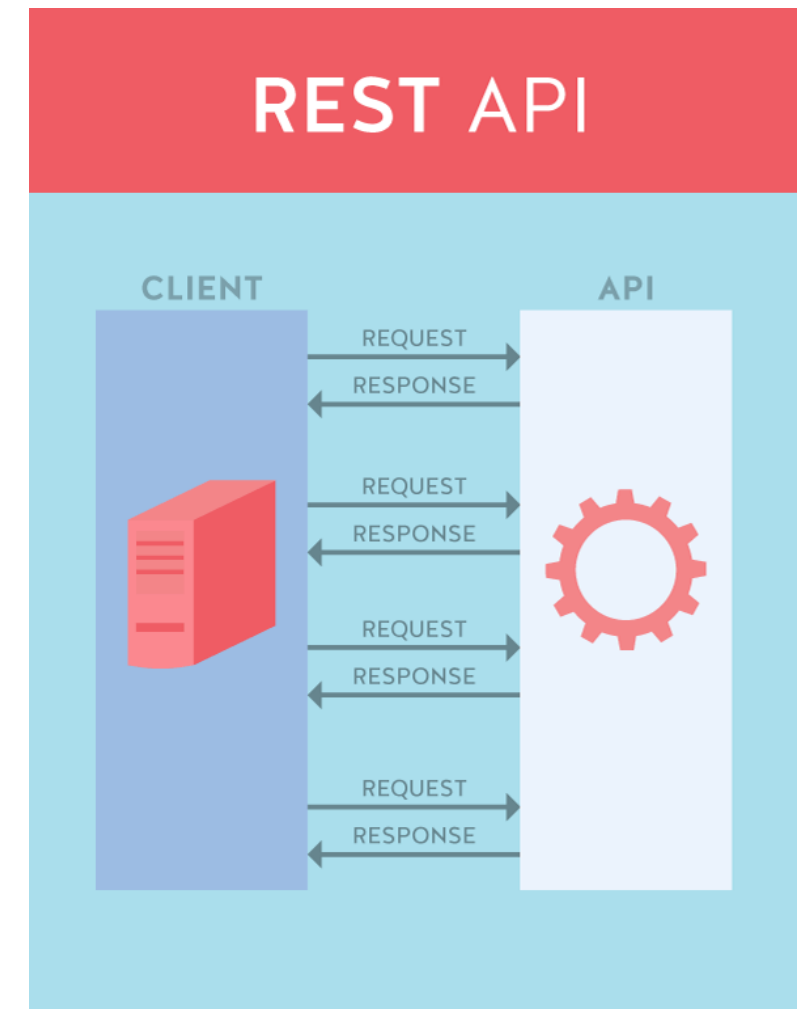 REST API
CLIENT
API
REQUEST
RESPONSE
REQUEST
RESPONSE
REQUEST
RESPONSE
REQUEST
RESPONSE